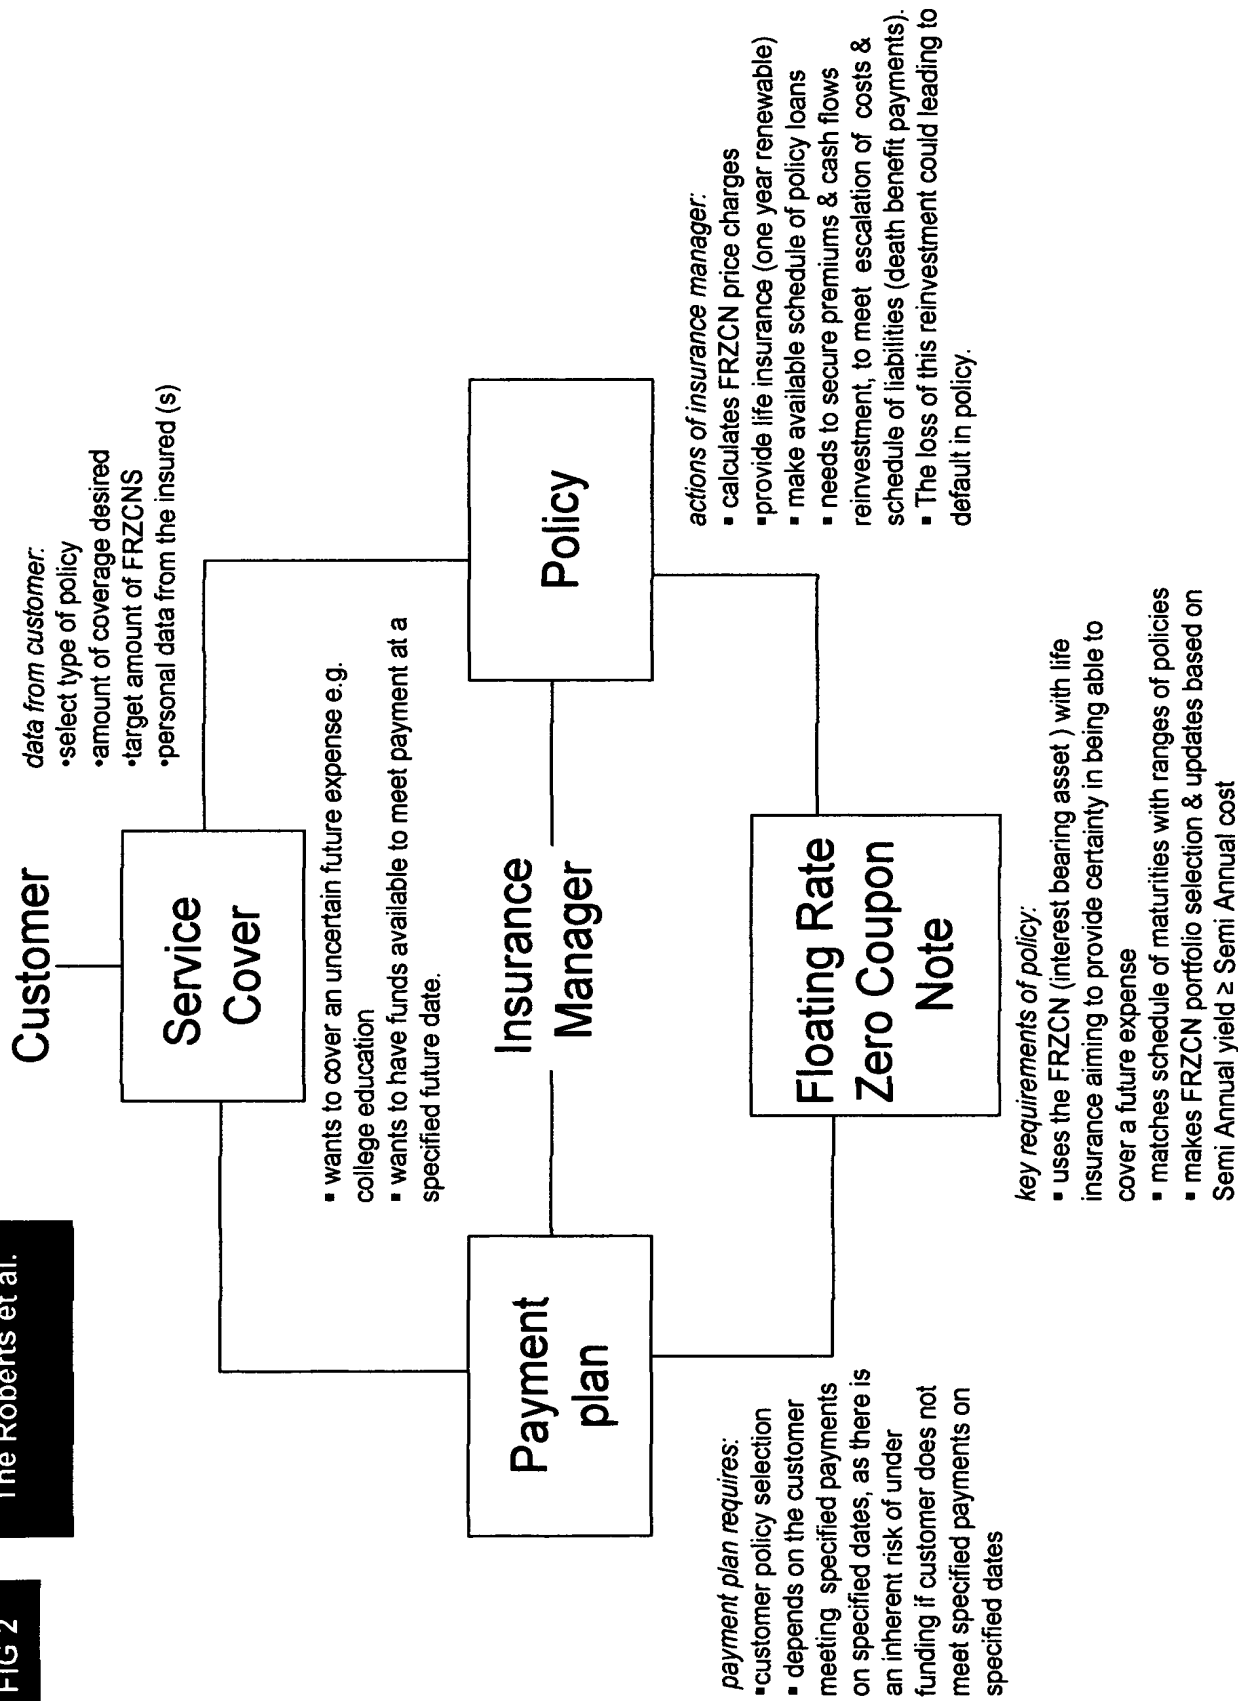 FIG 2
The Roberts et al.
Customer
data from customer:
•select type of policy
•amount of coverage desired
•target amount of FRZCNS
•personal data from the insured (s)
Service
Cover
▪ wants to cover an uncertain future expense e.g.
college education
▪ wants to have funds available to meet payment at a
specified future date.
Payment
plan
Insurance
Manager
Policy
payment plan requires:
▪customer policy selection
▪ depends on the customer
meeting specified payments
on specified dates, as there is
an inherent risk of under
funding if customer does not
meet specified payments on
specified dates
Floating Rate
Zero Coupon
Note
actions of insurance manager:
▪ calculates FRZCN price charges
▪provide life insurance (one year renewable)
▪ make available schedule of policy loans
▪ needs to secure premiums & cash flows
reinvestment, to meet escalation of costs &
schedule of liabilities (death benefit payments).
▪ The loss of this reinvestment could leading to
default in policy.
key requirements of policy:
▪ uses the FRZCN (interest bearing asset ) with life
insurance aiming to provide certainty in being able to
cover a future expense
▪ matches schedule of maturities with ranges of policies
▪ makes FRZCN portfolio selection & updates based on
Semi Annual yield ≥ Semi Annual cost